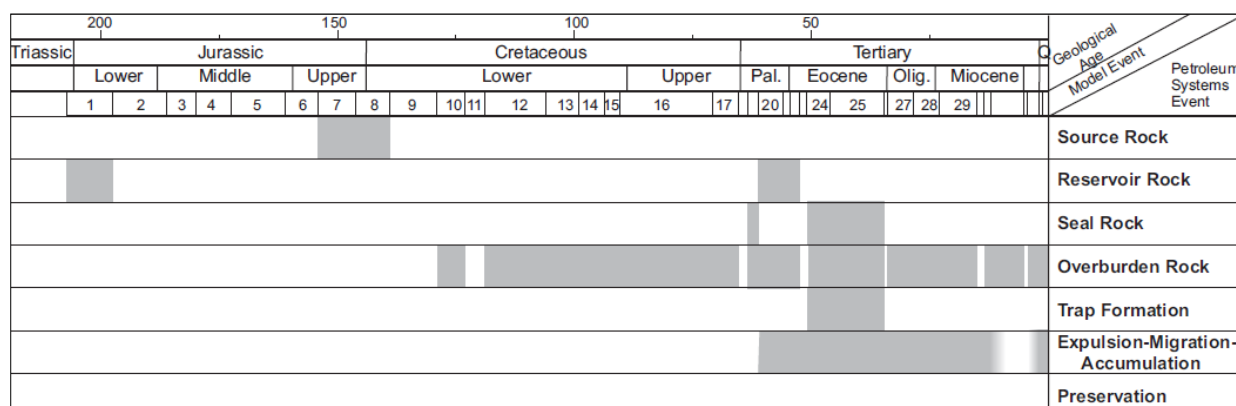 200 150 100 50
Triassic Jurassic Cretaceous Tertiary Q
Lower Middle Upper Lower Upper Pal. Eocene Olig. Miocene
1 2 3 4 5 6 7 8 9 10 11 12 13 14 15 16 17 20 24 25 27 28 29
Geological
Age
Model Event
Petroleum
Systems
Event
Source Rock
Reservoir Rock
Seal Rock
Overburden Rock
Trap Formation
Expulsion-Migration-
Accumulation
Preservation